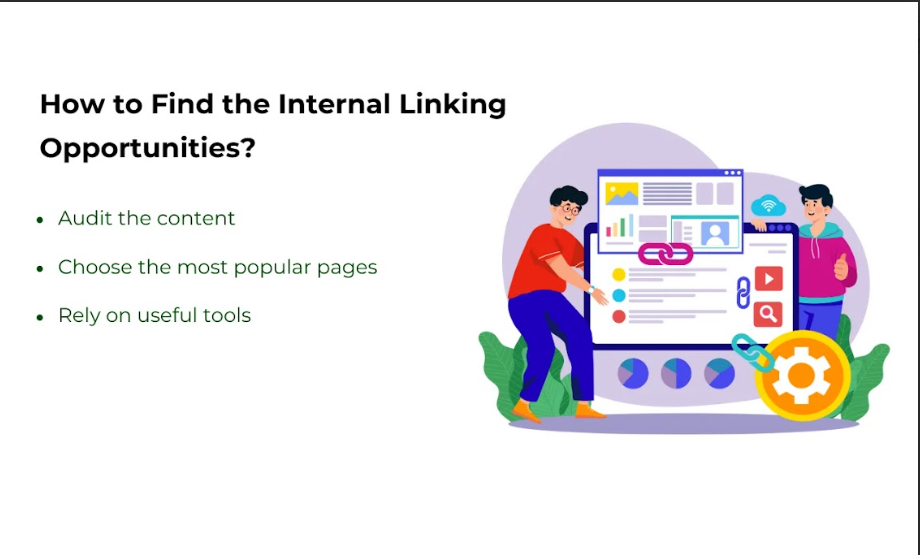 How to Find the Internal Linking
Opportunities?
Audit the content
Choose the most popular pages
Rely on useful tools